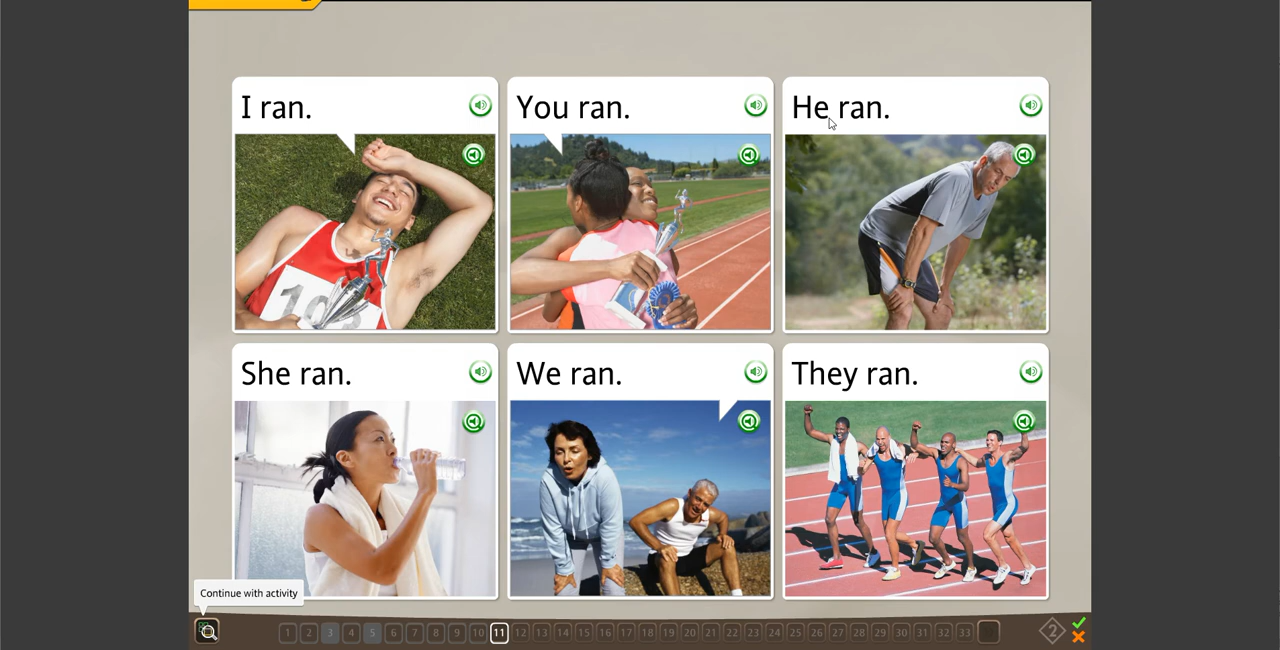 I ran.
You ran.
He ran.
103
She ran.
We ran.
They ran.
Continue with activity
1 2 3 4 5 6 7 8 9 10 11 12 13 14 15 16 17 18 19 20 21 22 23 24 25 26 27 28 29 30 31 32 33
2